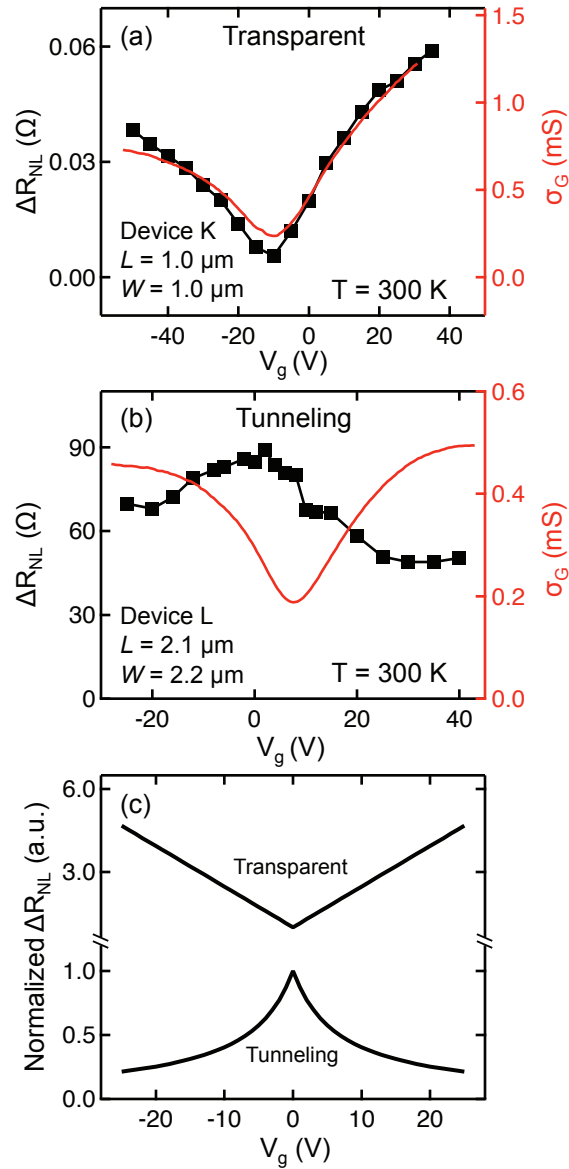 (a) Transparent
ΔR_NL (Ω)
0.06
0.03
0.00
1.5
1.0
0.5
0.0
σ_G (mS)
Device K
L = 1.0 µm
W = 1.0 µm
T = 300 K
-40 -20 0 20 40
V_g (V)
(b) Tunneling
ΔR_NL (Ω)
90
60
30
0
0.6
0.4
0.2
0.0
σ_G (mS)
Device L
L = 2.1 µm
W = 2.2 µm
T = 300 K
-20 0 20 40
V_g (V)
(c)
Normalized ΔR_NL (a.u.)
6.0
3.0
1.0
0.5
0.0
Transparent
Tunneling
-20 -10 0 10 20
V_g (V)